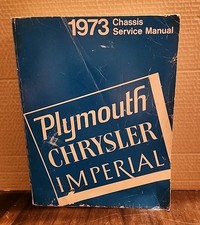 1973 Chassis
Service Manual
Plymouth
CHRYSLER
IMPERIAL